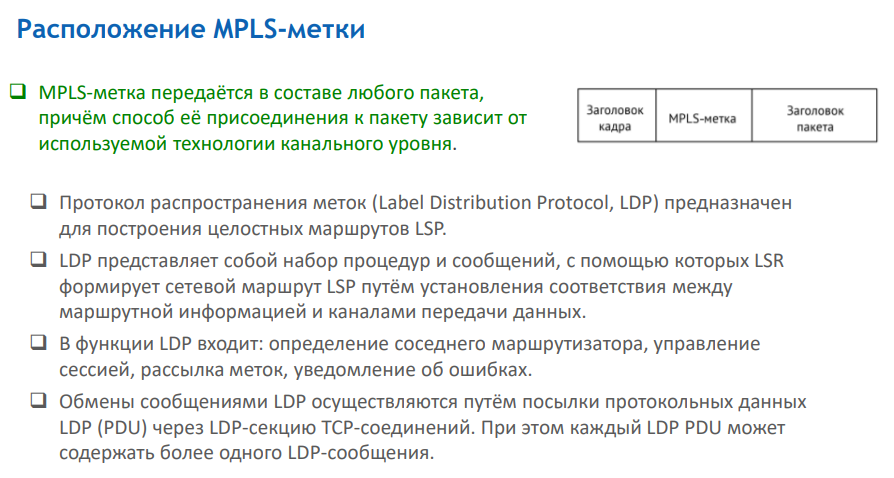 Расположение MPLS-метки
MPLS-метка передаётся в составе любого пакета,
причём способ её присоединения к пакету зависит от
используемой технологии канального уровня.
Заголовок
кадра
MPLS-метка
Заголовок
пакета
Протокол распространения меток (Label Distribution Protocol, LDP) предназначен
для построения целостных маршрутов LSP.
LDP представляет собой набор процедур и сообщений, с помощью которых LSR
формирует сетевой маршрут LSP путём установления соответствия между
маршрутной информацией и каналами передачи данных.
В функции LDP входит: определение соседнего маршрутизатора, управление
сессией, рассылка меток, уведомление об ошибках.
Обмены сообщениями LDP осуществляются путём посылки протокольных данных
LDP (PDU) через LDP-секцию TCP-соединений. При этом каждый LDP PDU может
содержать более одного LDP-сообщения.